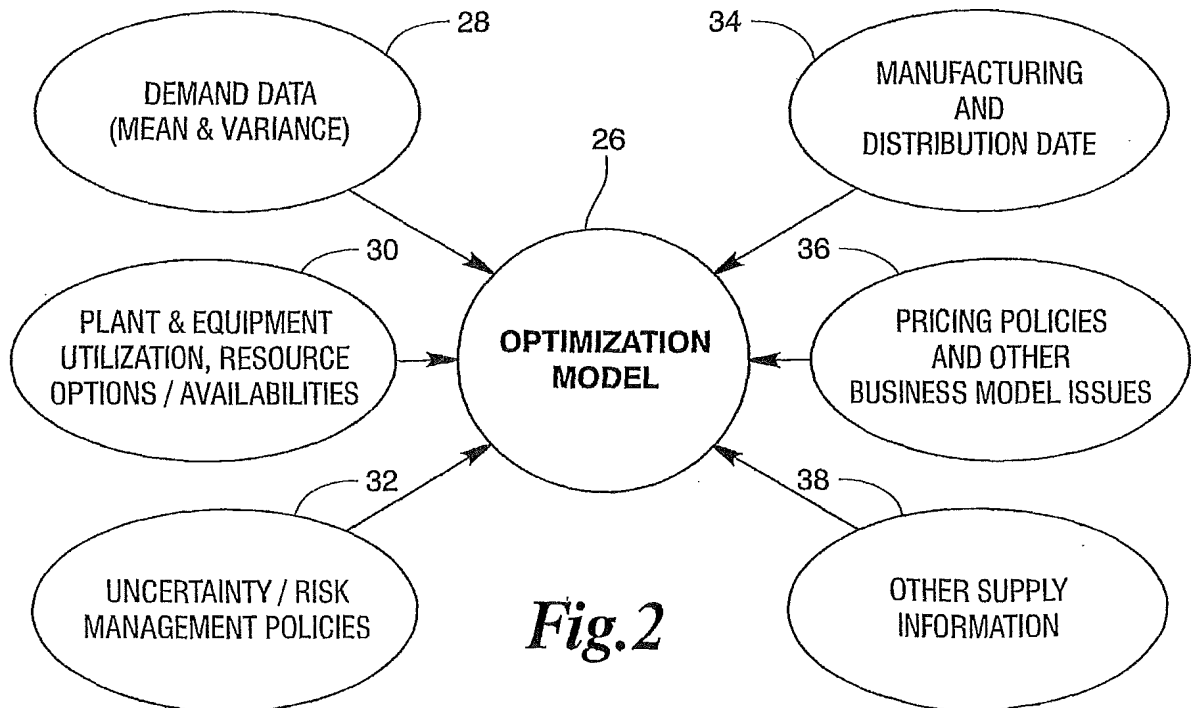 28
DEMAND DATA
(MEAN & VARIANCE)
34
MANUFACTURING
AND
DISTRIBUTION DATE
26
OPTIMIZATION
MODEL
30
PLANT & EQUIPMENT
UTILIZATION, RESOURCE
OPTIONS / AVAILABILITIES
36
PRICING POLICIES
AND OTHER
BUSINESS MODEL ISSUES
32
UNCERTAINTY / RISK
MANAGEMENT POLICIES
38
OTHER SUPPLY
INFORMATION
Fig.2